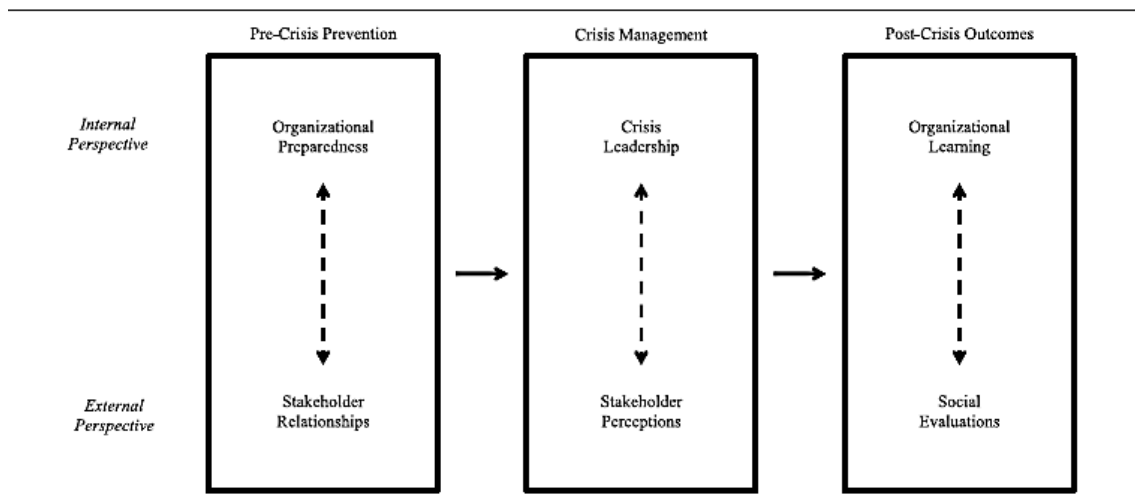 Pre-Crisis Prevention
Crisis Management
Post-Crisis Outcomes
Internal
Perspective
Organizational
Preparedness
Crisis
Leadership
Organizational
Learning
External
Perspective
Stakeholder
Relationships
Stakeholder
Perceptions
Social
Evaluations